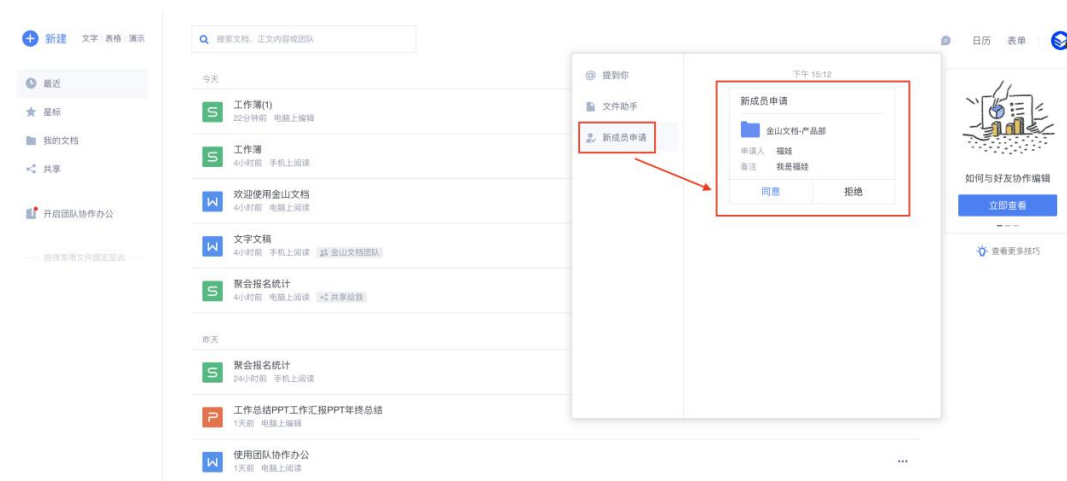 新建 文字 表格 演示
搜索文档、正文内容或团队
日历 表单
最近
星标
我的文档
共享
开启团队协作办公
拖拽常用文件固定至此
今天
工作簿(1)
22分钟前 电脑上编辑
工作簿
4小时前 手机上阅读
欢迎使用金山文档
4小时前 电脑上阅读
文字文稿
4小时前 手机上阅读 金山文档团队
聚会报名统计
4小时前 电脑上阅读 共享给我
昨天
聚会报名统计
24小时前 手机上阅读
工作总结PPT工作汇报PPT年终总结
1天前 电脑上编辑
使用团队协作办公
1天前 电脑上阅读
@ 提到你
文件助手
新成员申请
下午 15:12
新成员申请
金山文档-产品部
申请人 福娃
备注 我是福娃
同意 拒绝
如何与好友协作编辑
立即查看
查看更多技巧